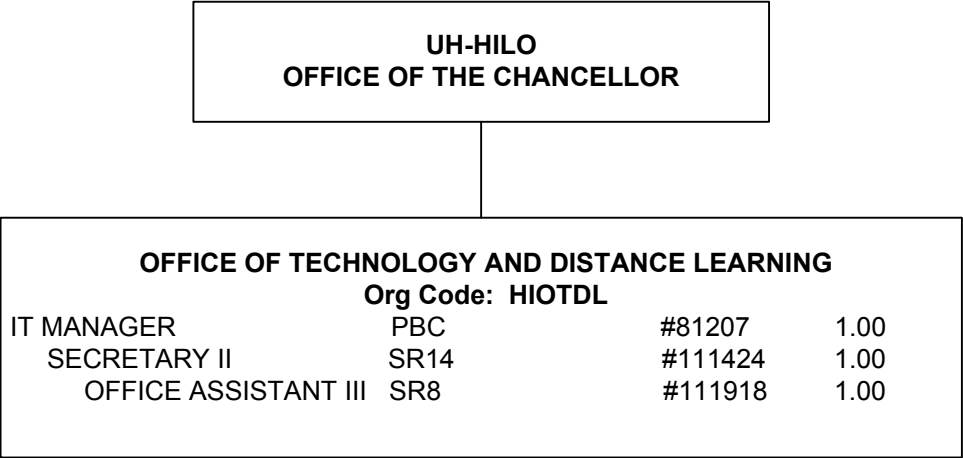 UH-HILO
OFFICE OF THE CHANCELLOR
OFFICE OF TECHNOLOGY AND DISTANCE LEARNING
Org Code: HIOTDL
IT MANAGER PBC #81207 1.00
SECRETARY II SR14 #111424 1.00
OFFICE ASSISTANT III SR8 #111918 1.00